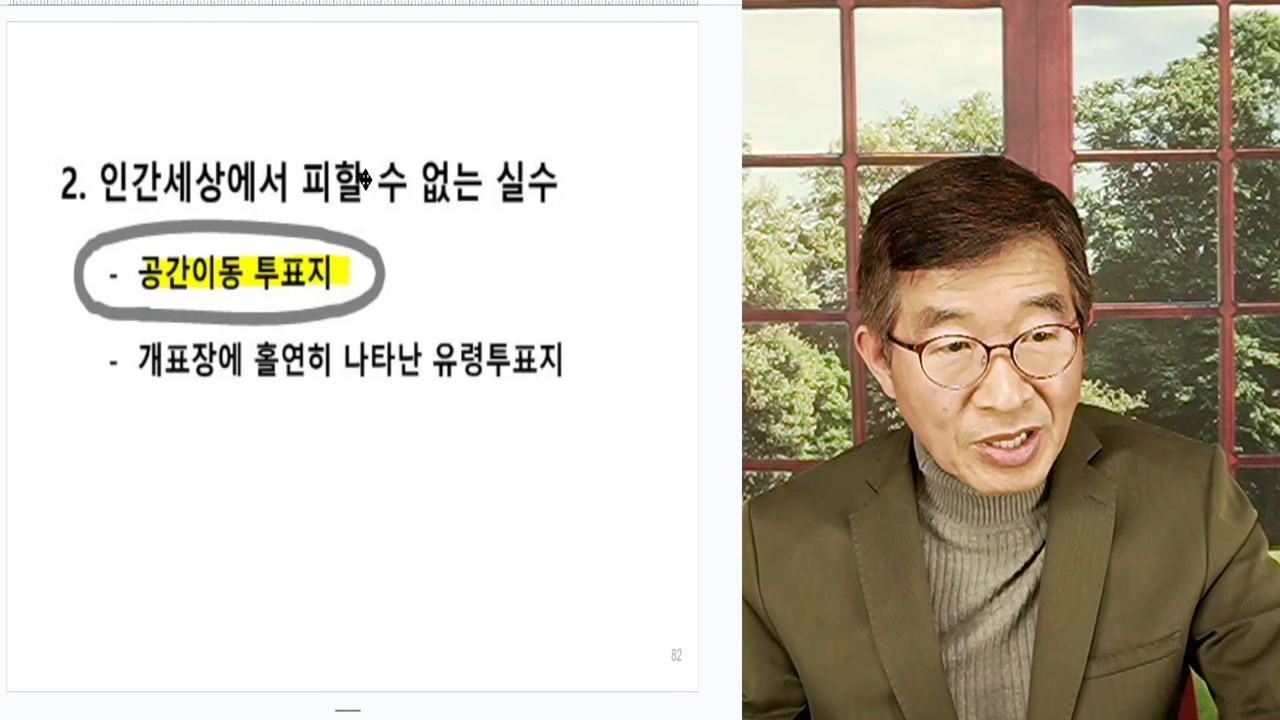 2. 인간세상에서 피할 수 없는 실수
- 공간이동 투표지
- 개표장에 홀연히 나타난 유령투표지
82